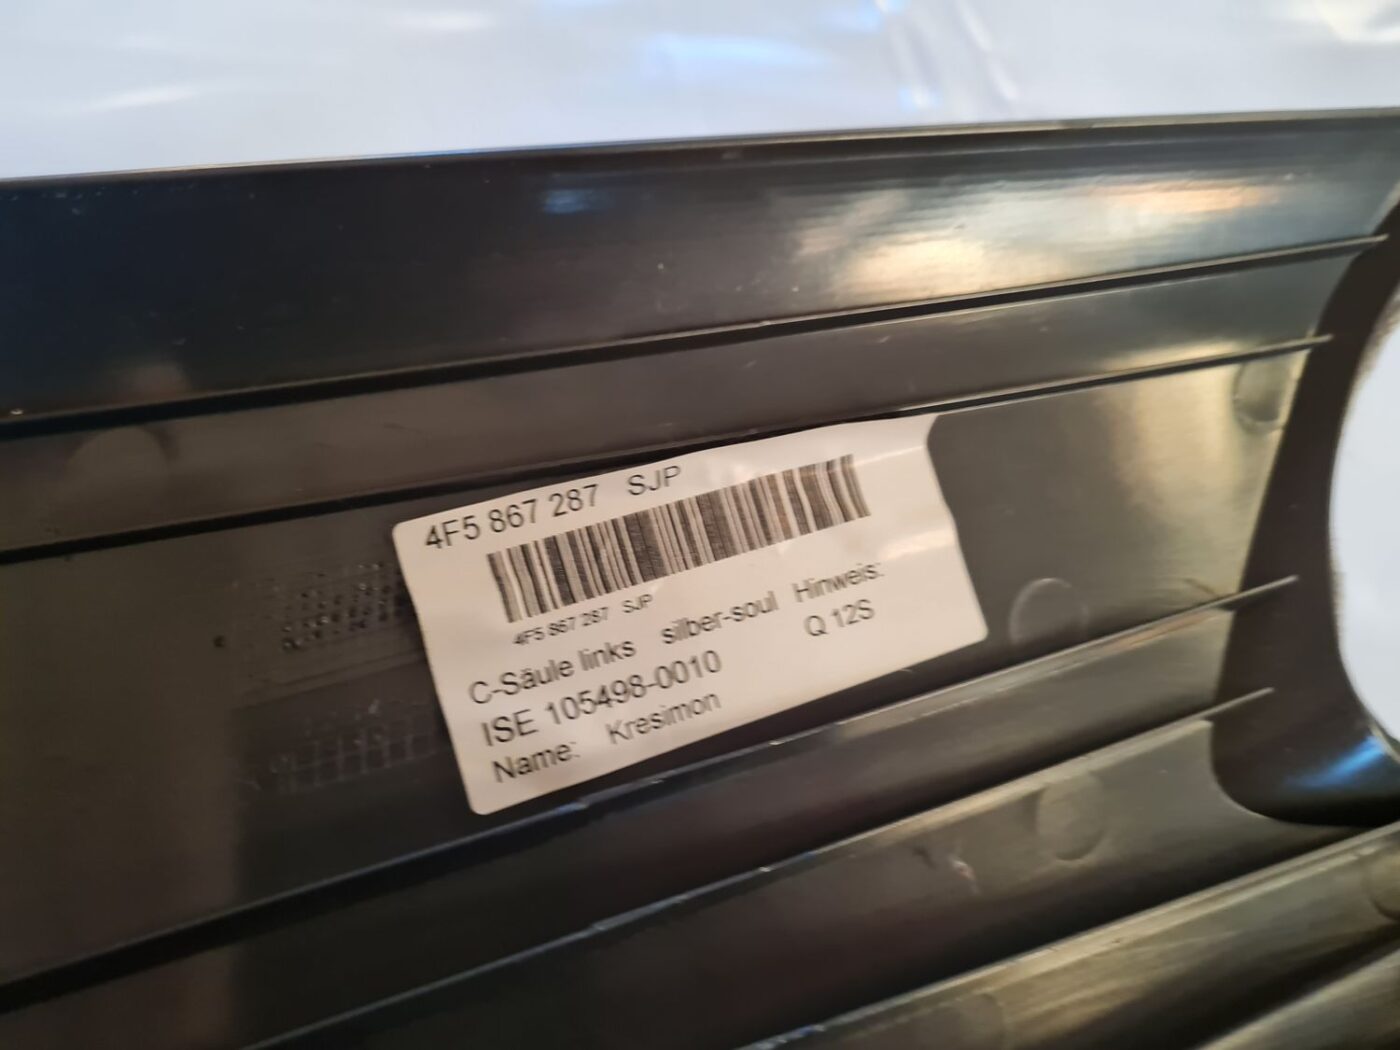 4F5 867 287 SJP
4F5 867 287 SJP
C-Säule links silber-soul Hinweis:
ISE 105498-0010 Q 12S
Name: Kresimon